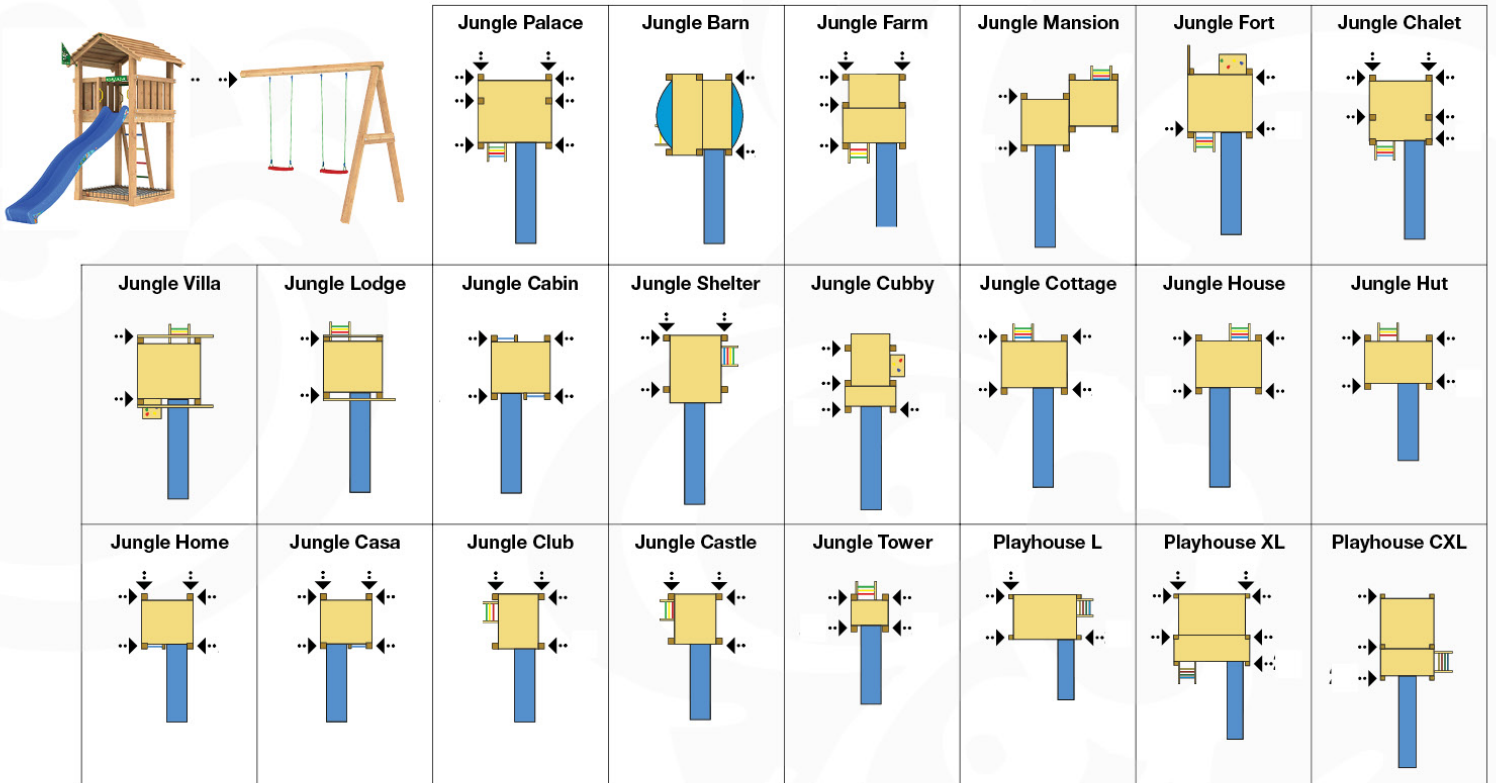 Jungle Palace
Jungle Barn
Jungle Farm
Jungle Mansion
Jungle Fort
Jungle Chalet
Jungle Villa
Jungle Lodge
Jungle Cabin
Jungle Shelter
Jungle Cubby
Jungle Cottage
Jungle House
Jungle Hut
Jungle Home
Jungle Casa
Jungle Club
Jungle Castle
Jungle Tower
Playhouse L
Playhouse XL
Playhouse CXL